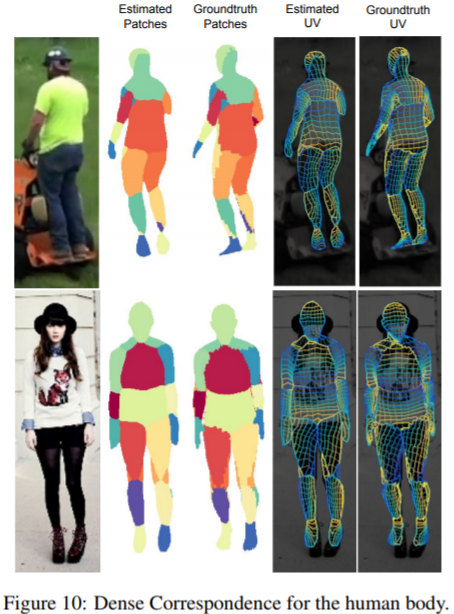 Estimated Patches
Groundtruth Patches
Estimated UV
Groundtruth UV
Figure 10: Dense Correspondence for the human body.